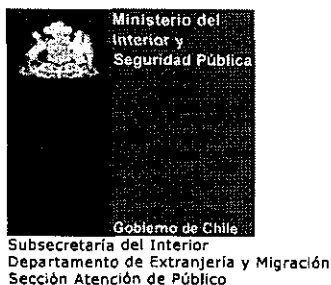 Ministerio del
Interior y
Seguridad Pública
Gobierno de Chile
Subsecretaría del Interior
Departamento de Extranjería y Migración
Sección Atención de Público